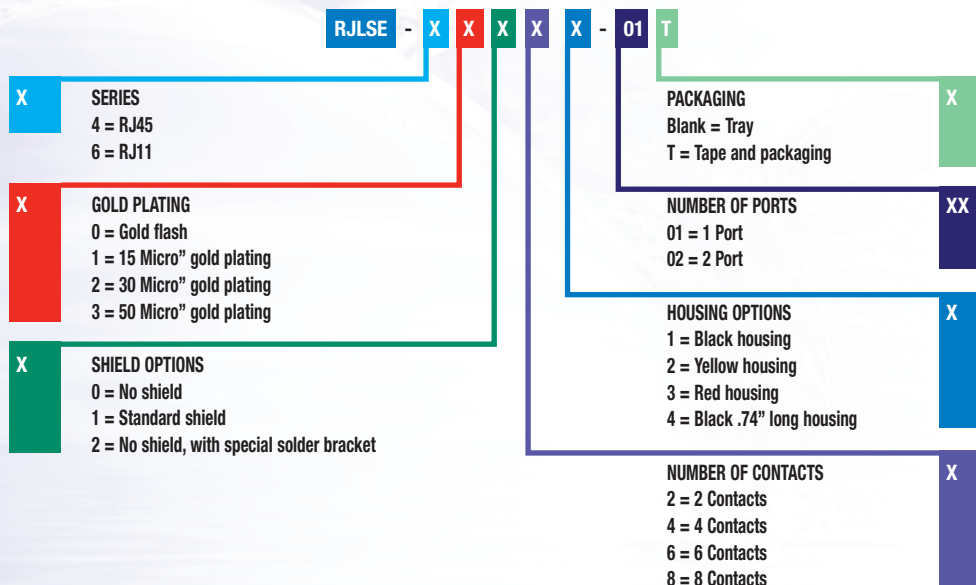 RJLSE - X X X X X - 01 T
X
SERIES
4 = RJ45
6 = RJ11
X
GOLD PLATING
0 = Gold flash
1 = 15 Micro” gold plating
2 = 30 Micro” gold plating
3 = 50 Micro” gold plating
X
SHIELD OPTIONS
0 = No shield
1 = Standard shield
2 = No shield, with special solder bracket
PACKAGING
X
Blank = Tray
T = Tape and packaging
NUMBER OF PORTS
XX
01 = 1 Port
02 = 2 Port
HOUSING OPTIONS
X
1 = Black housing
2 = Yellow housing
3 = Red housing
4 = Black .74” long housing
NUMBER OF CONTACTS
X
2 = 2 Contacts
4 = 4 Contacts
6 = 6 Contacts
8 = 8 Contacts